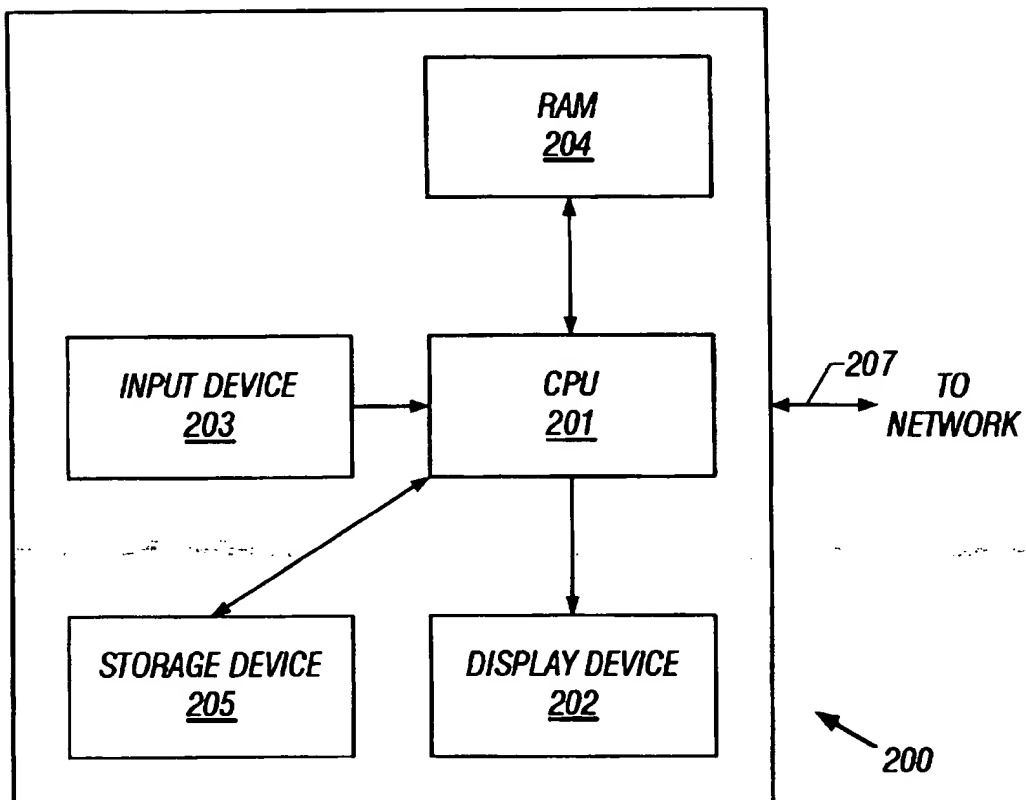 RAM
204
INPUT DEVICE
203
CPU
201
207
TO
NETWORK
STORAGE DEVICE
205
DISPLAY DEVICE
202
200